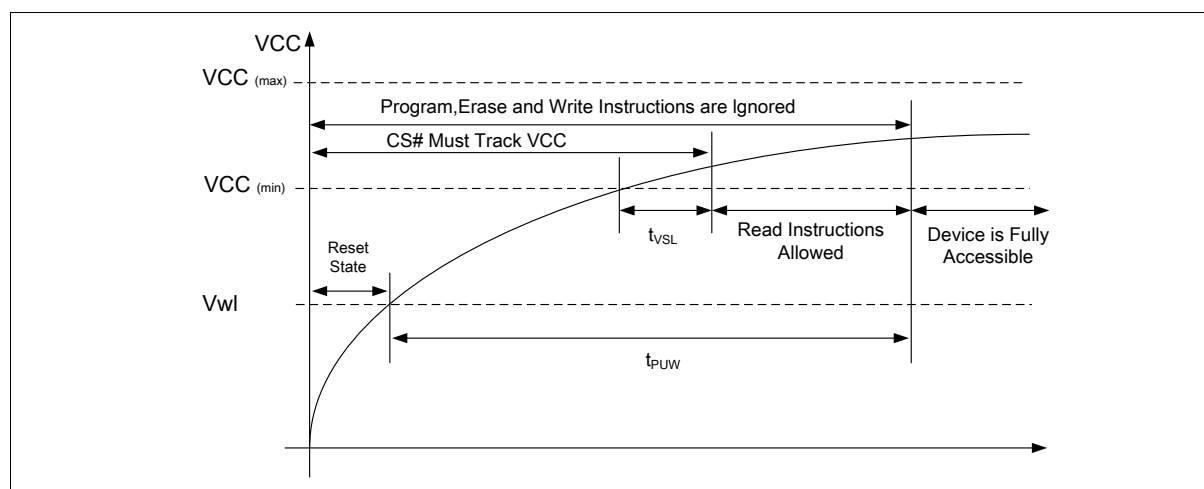 VCC
VCC (max)
Program,Erase and Write Instructions are Ignored
CS# Must Track VCC
VCC (min)
tVSL
Read Instructions
Allowed
Device is Fully
Accessible
Reset
State
Vwl
tPUW